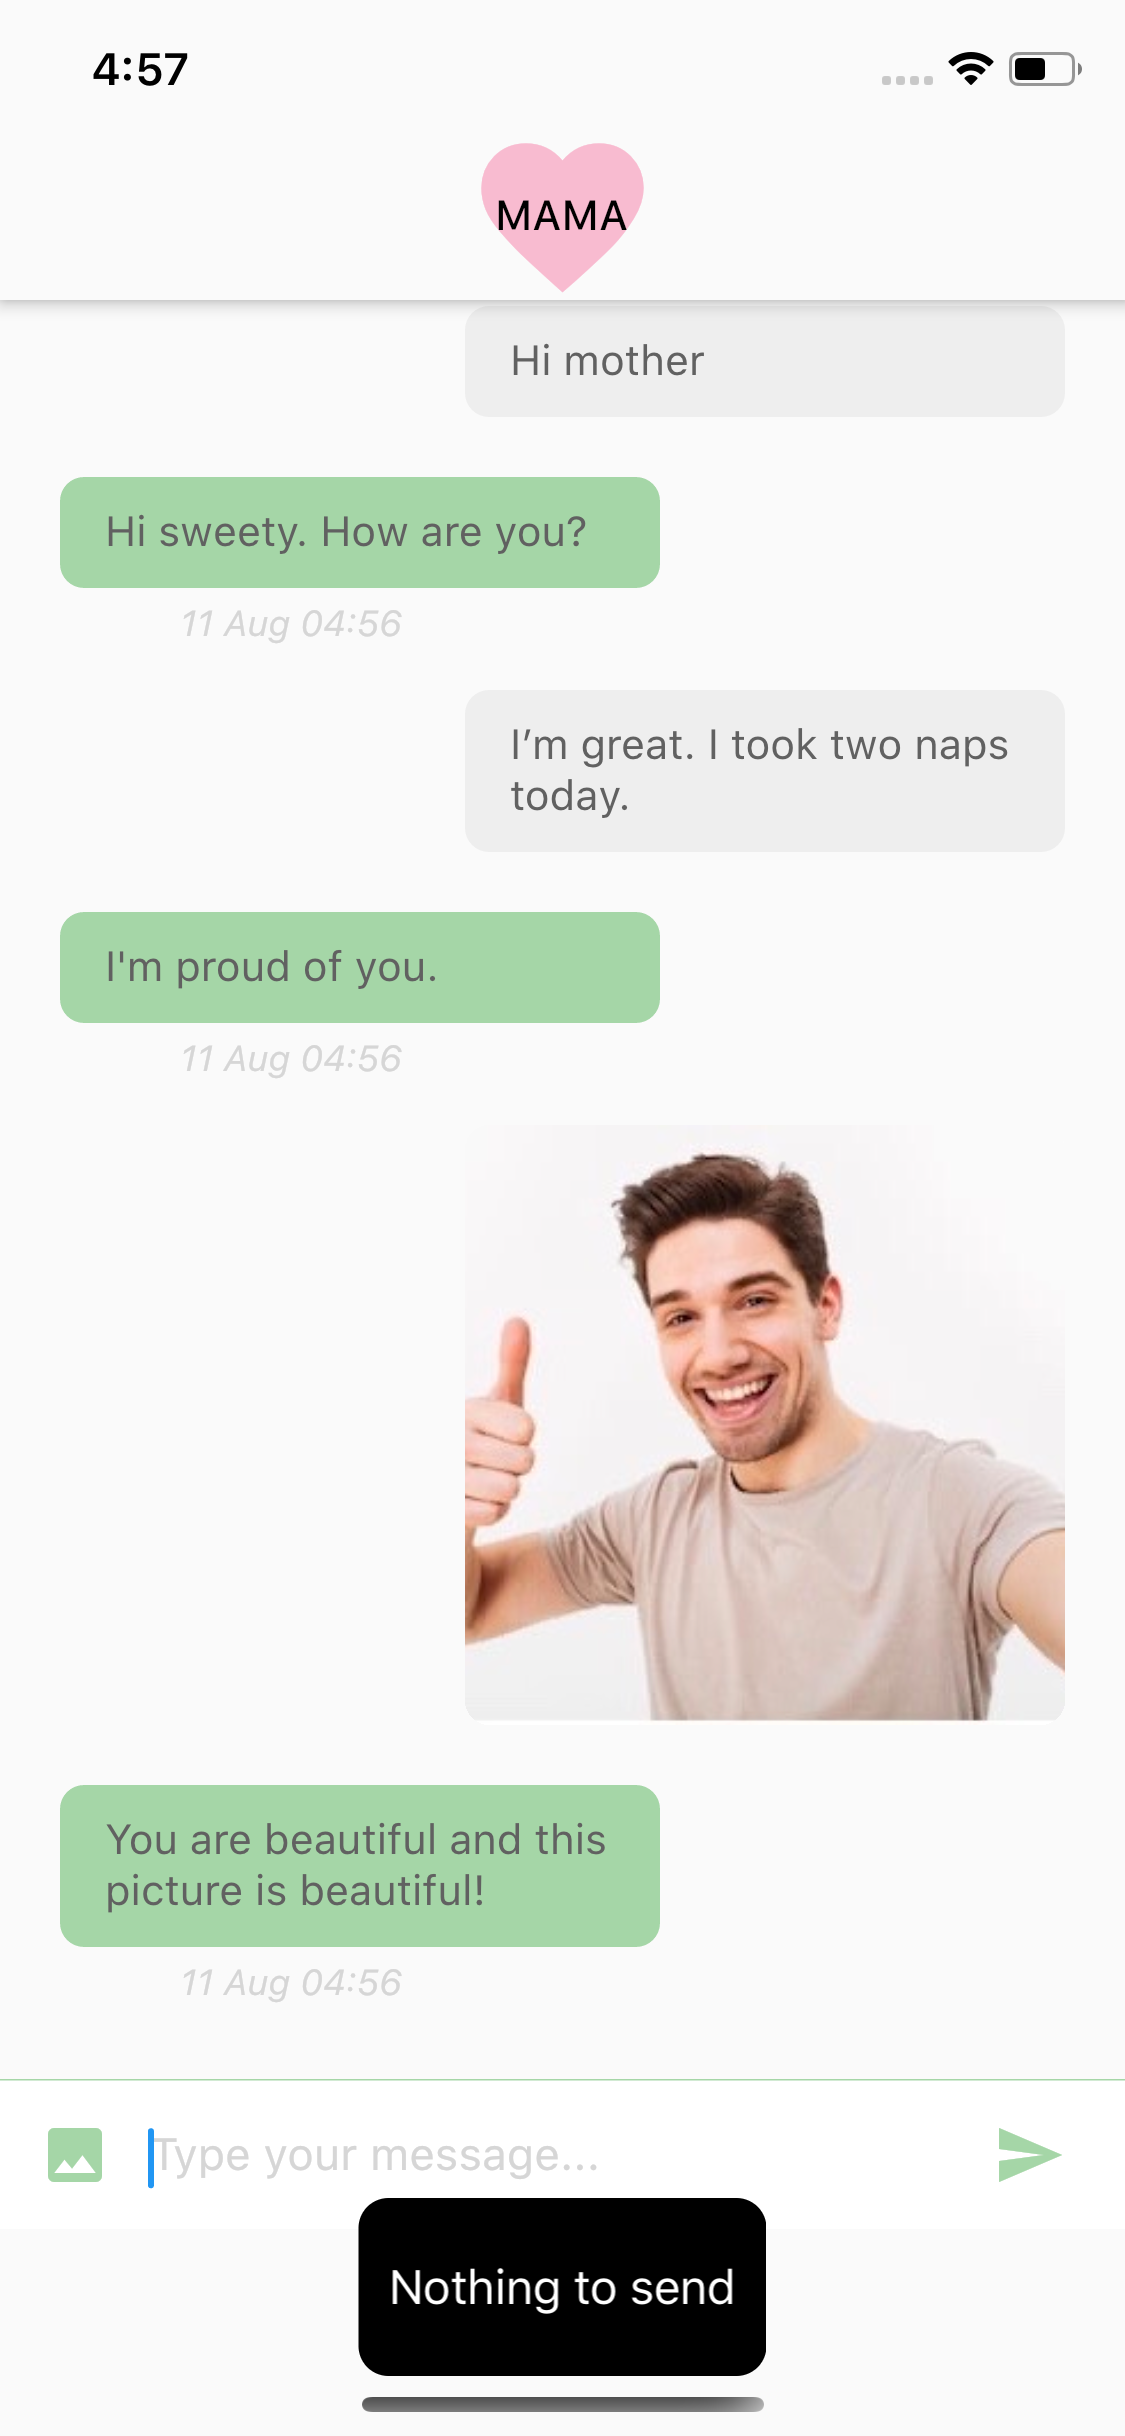 4:57
MAMA
Hi mother
Hi sweety. How are you?
11 Aug 04:56
I’m great. I took two naps
today.
I'm proud of you.
11 Aug 04:56
You are beautiful and this
picture is beautiful!
11 Aug 04:56
Type your message...
Nothing to send